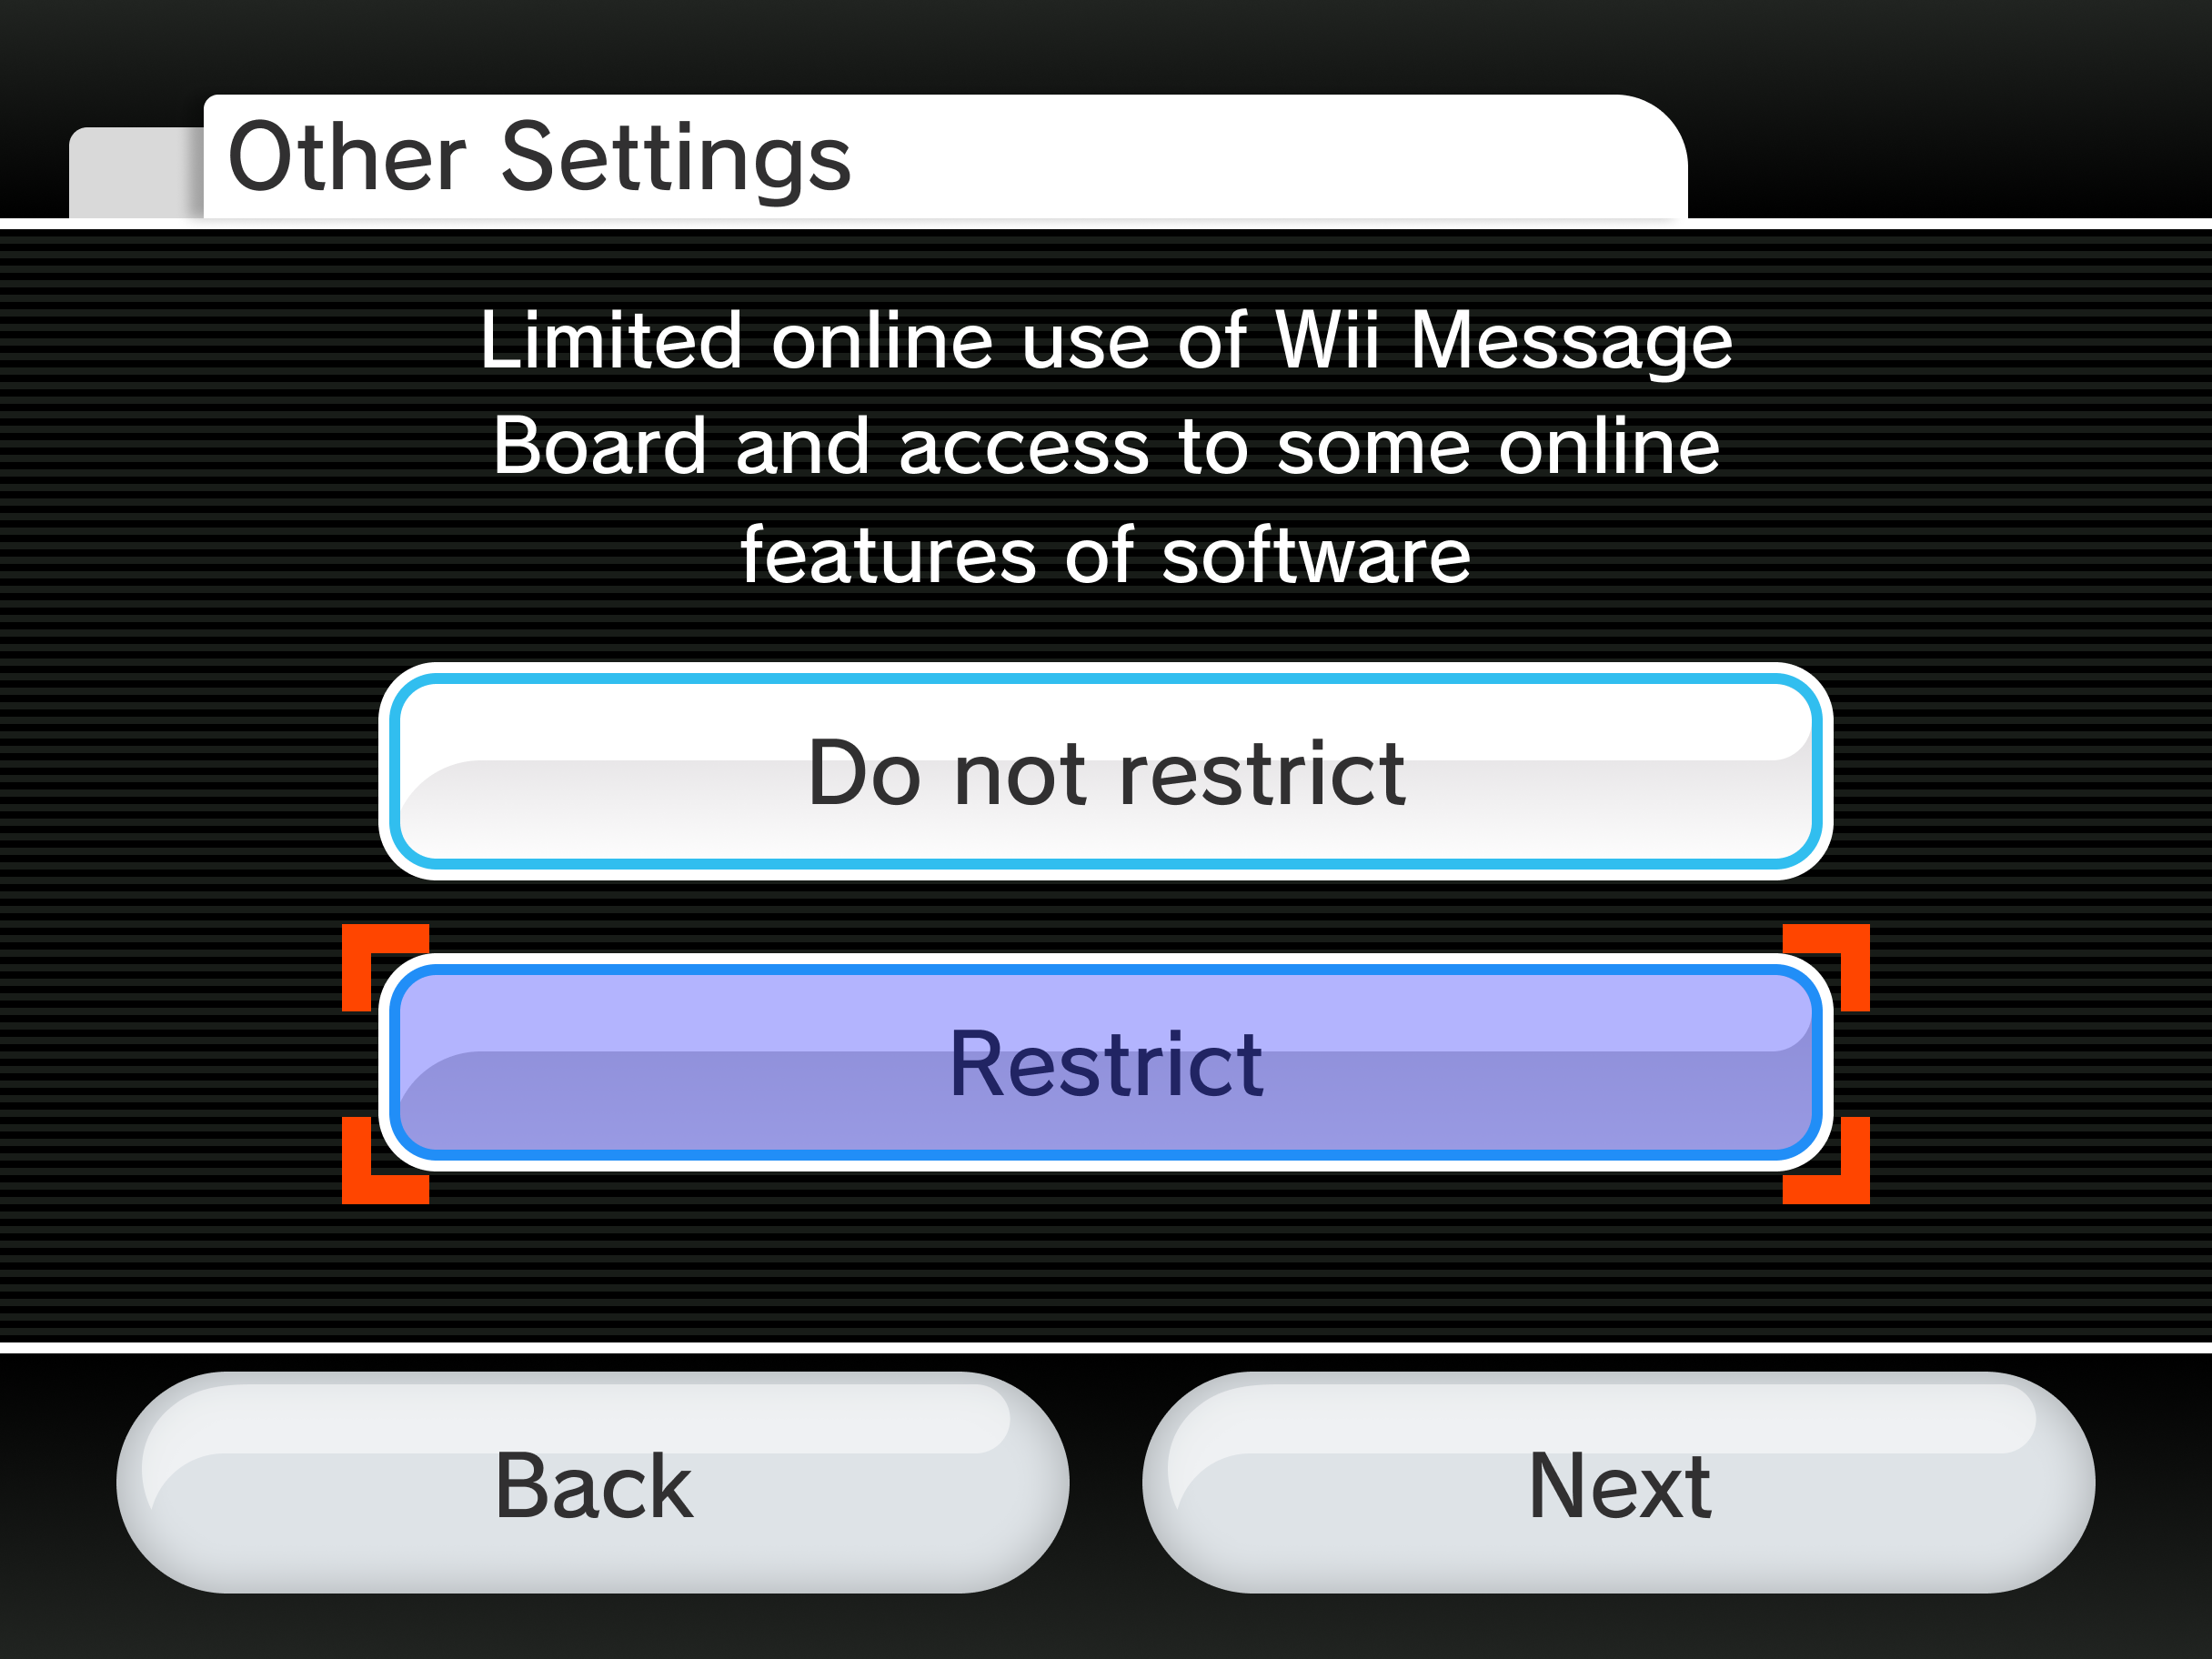 Other Settings
Limited online use of Wii Message
Board and access to some online
features of software
Do not restrict
Restrict
Back
Next